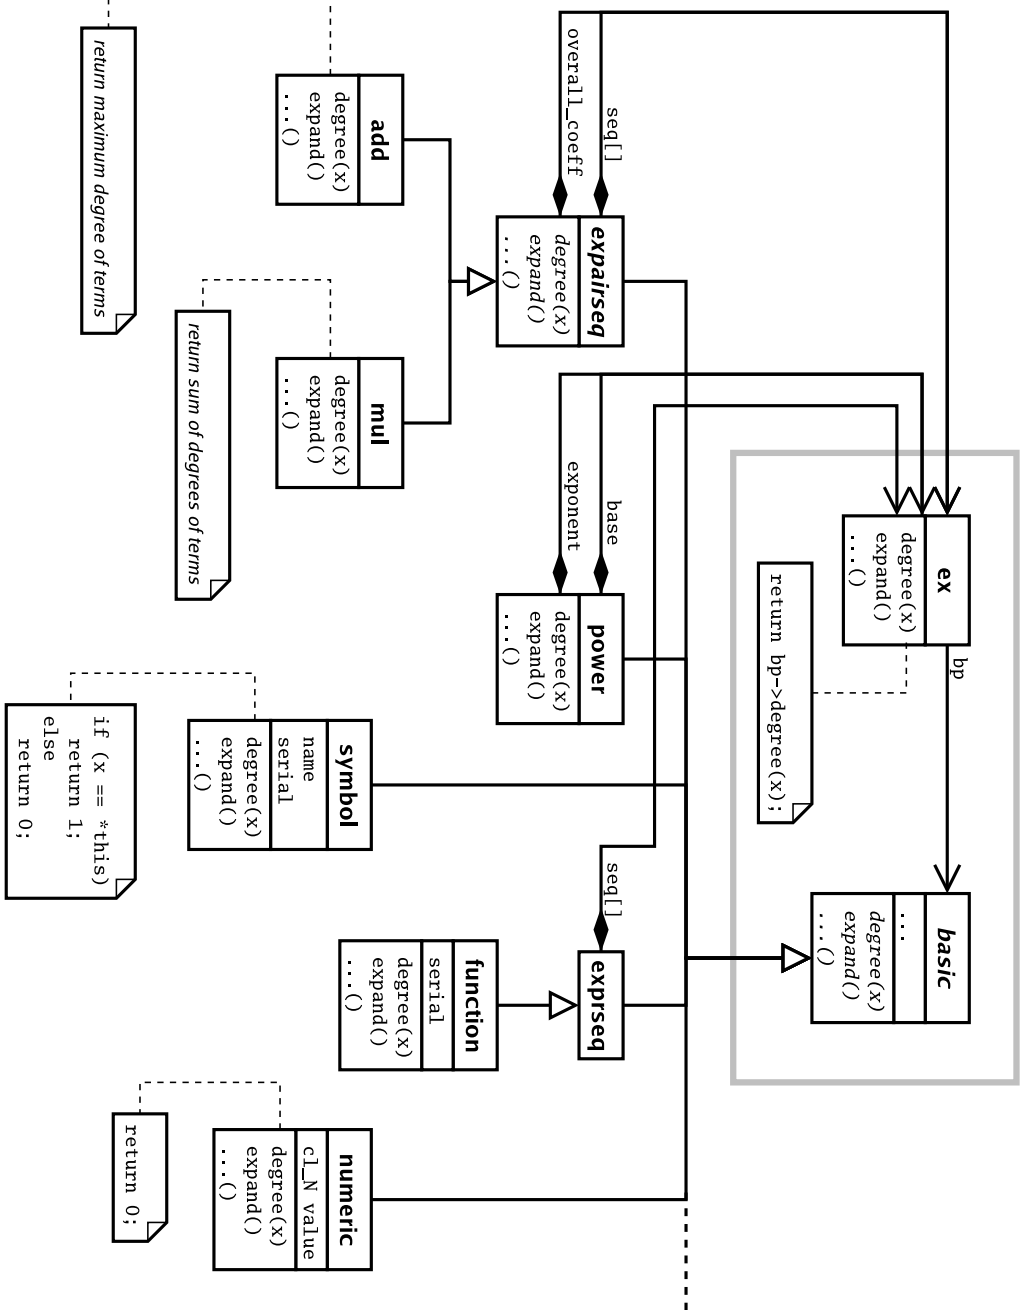 ex
degree(x)
expand()
...()
bp
basic
...
degree(x)
expand()
...()
return bp->degree(x);
overall_coeff
seq[]
expairseq
degree(x)
expand()
...()
exponent
base
power
degree(x)
expand()
...()
seq[]
exprseq
add
degree(x)
expand()
...()
mul
degree(x)
expand()
...()
symbol
name
serial
degree(x)
expand()
...()
function
serial
degree(x)
expand()
...()
numeric
cl_N value
degree(x)
expand()
...()
return maximum degree of terms
return sum of degrees of terms
if (x == *this)
return 1;
else
return 0;
return 0;